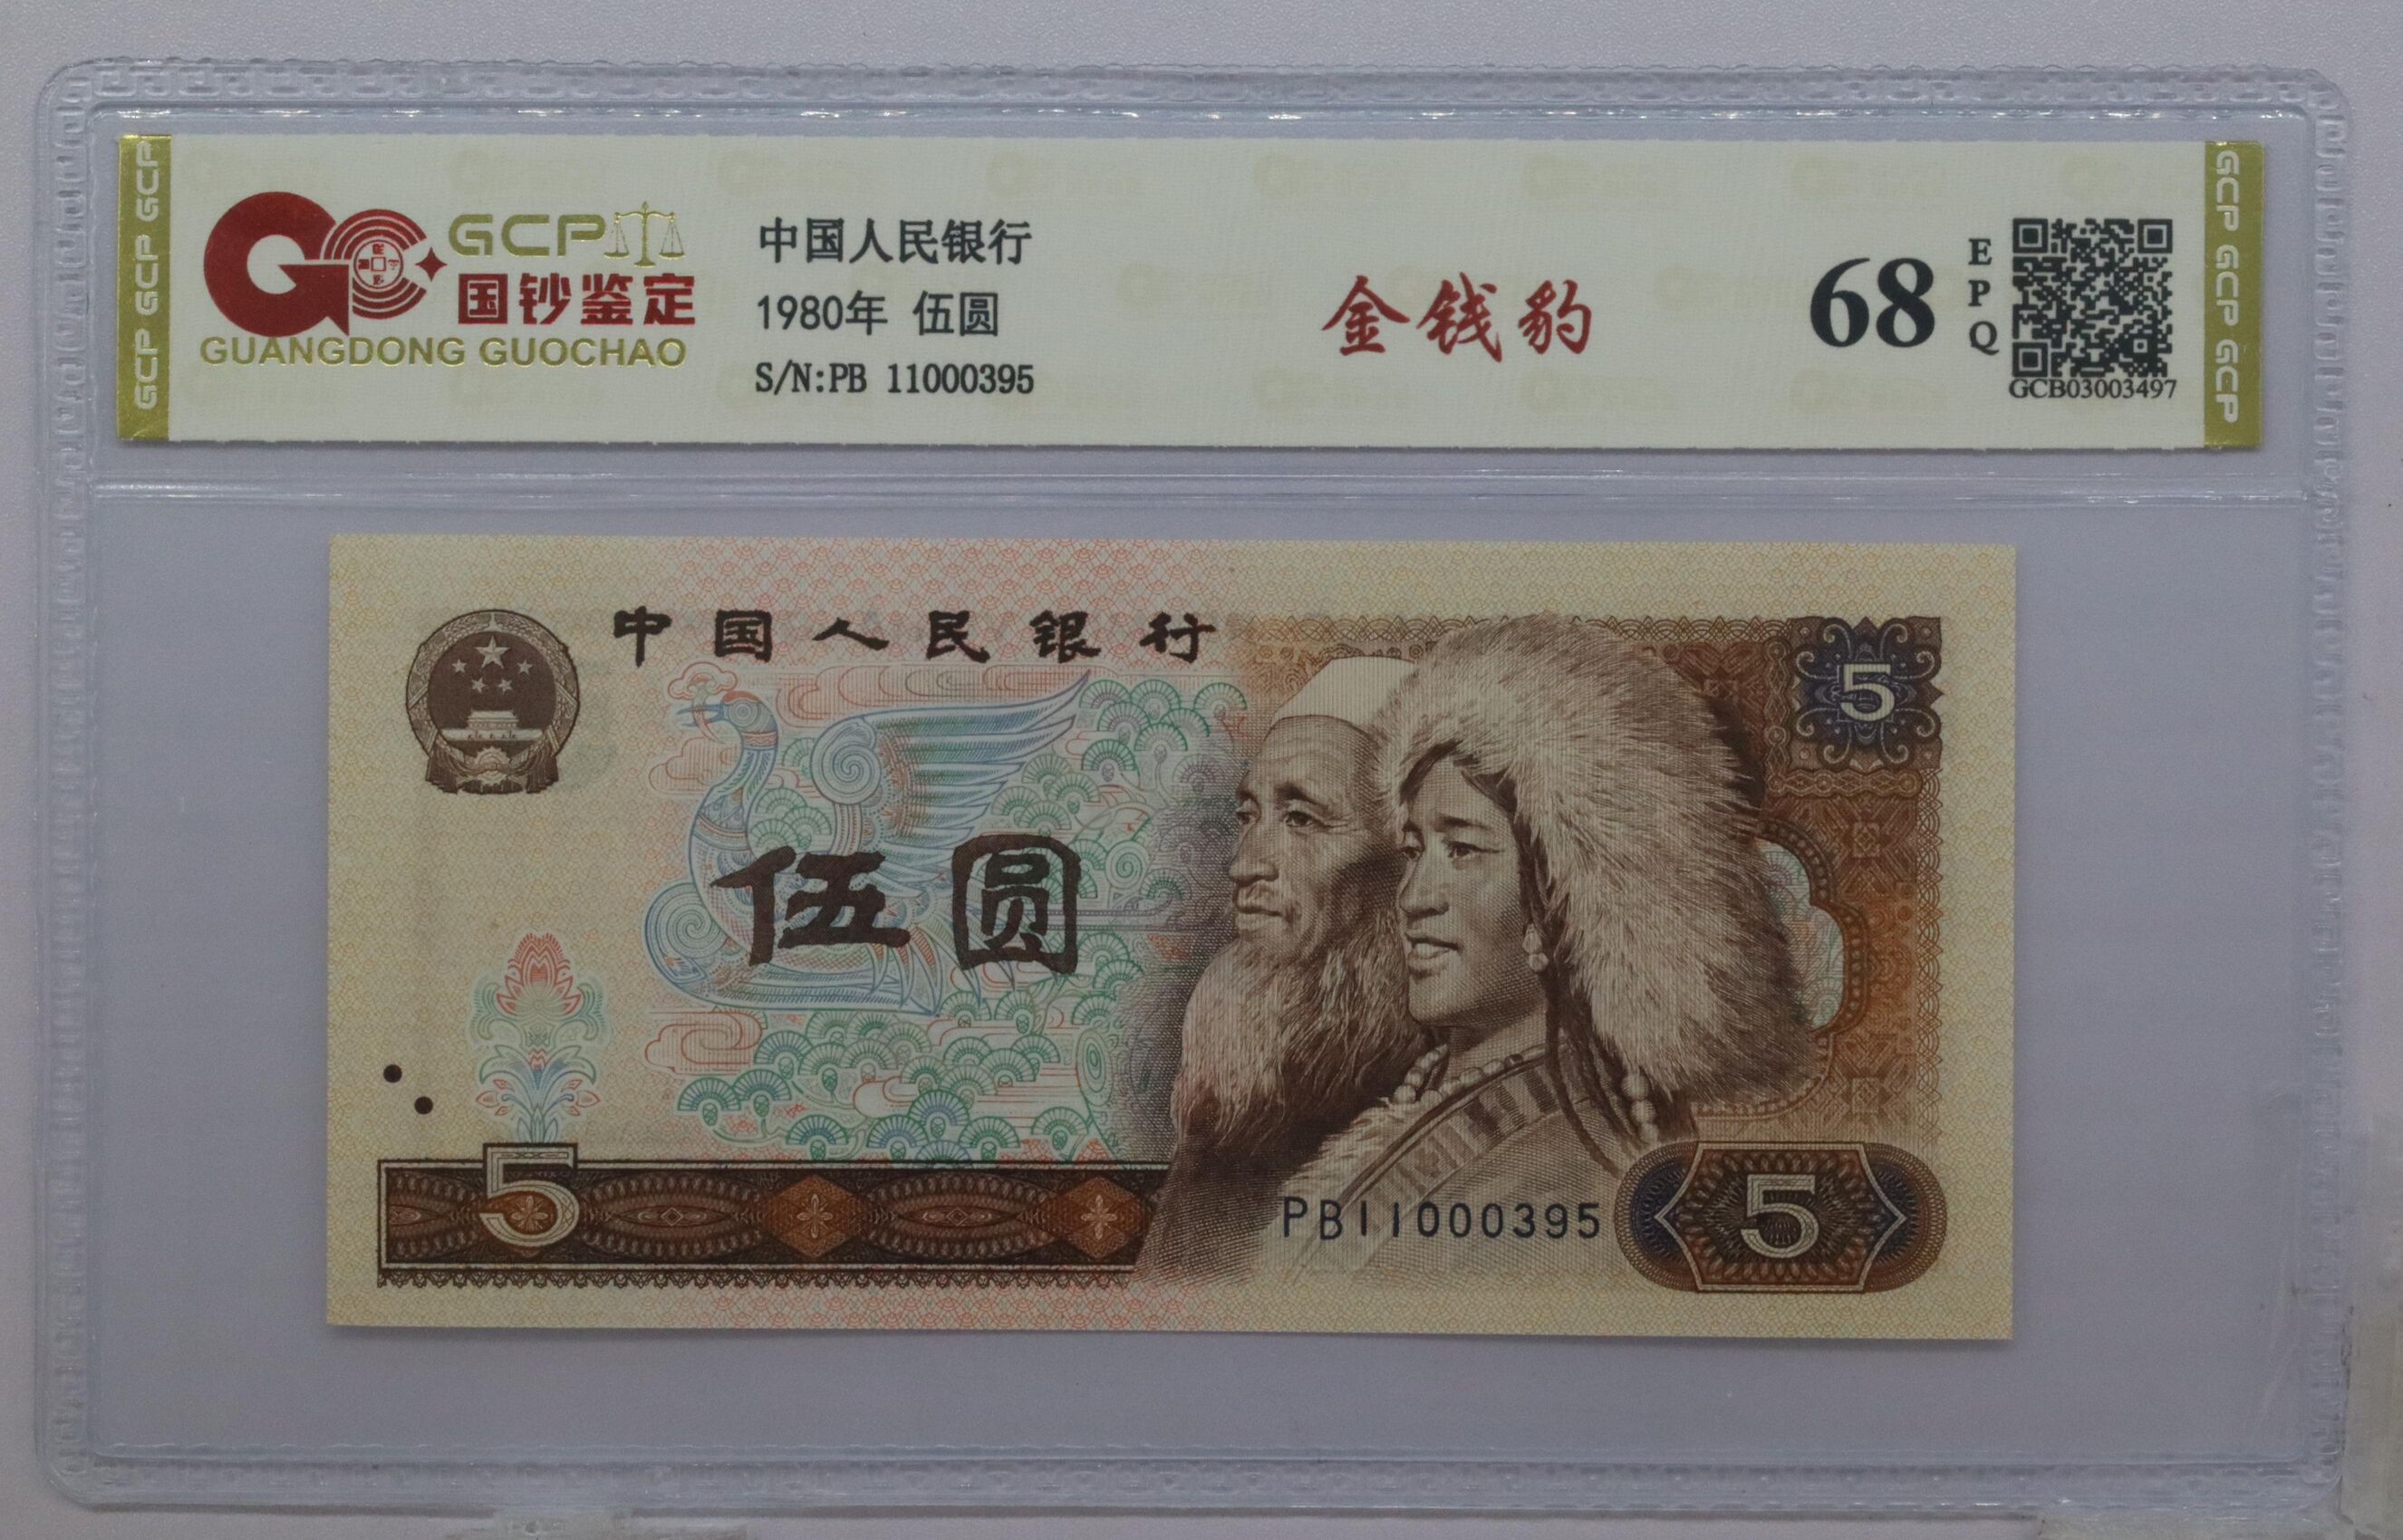 GCP GCP GCP
GCP
国钞鉴定
GUANGDONG GUOCHAO
中国人民银行
1980年 伍圆
S/N:PB 11000395
金钱豹
68
E
P
Q
GCB03003497
GCP GCP GCP
中国人民银行
5
伍圆
5
PB11000395
5